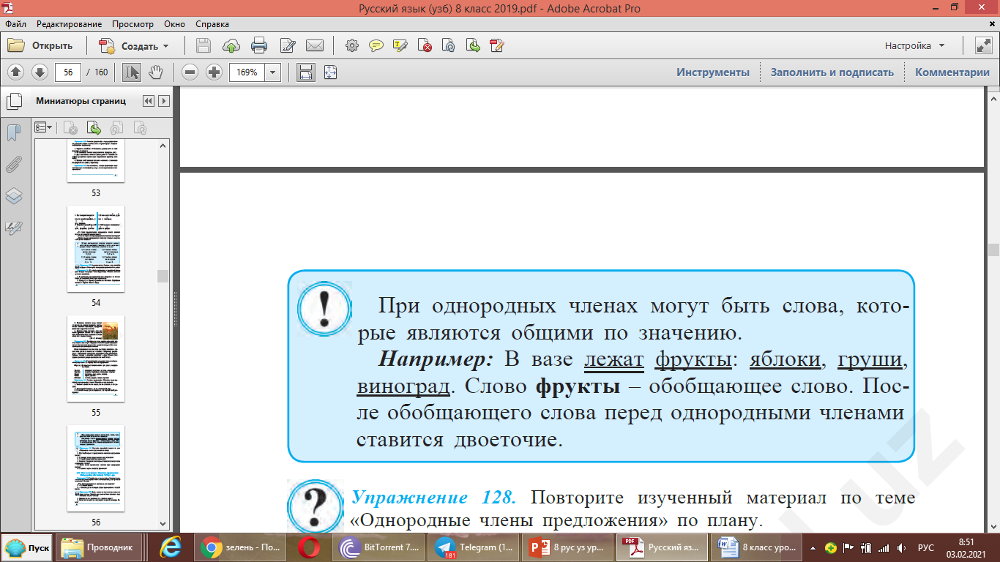 Русский язык (узб) 8 класс 2019.pdf - Adobe Acrobat Pro
Файл Редактирование Просмотр Окно Справка
Открыть Создать Настройка
56 / 160 169% Инструменты Заполнить и подписать Комментарии
Миниатюры страниц
53
54
55
56
При однородных членах могут быть слова, кото-
рые являются общими по значению.
Например: В вазе лежат фрукты: яблоки, груши,
виноград. Слово фрукты – обобщающее слово. Пос-
ле обобщающего слова перед однородными членами
ставится двоеточие.
Упражнение 128. Повторите изученный материал по теме
«Однородные члены предложения» по плану.
UZ
Пуск Проводник зелень - По... BitTorrent 7.... Telegram (1... 181 8 рус уз ур... Русский яз... 8 класс уро... РУС 8:51
03.02.2021